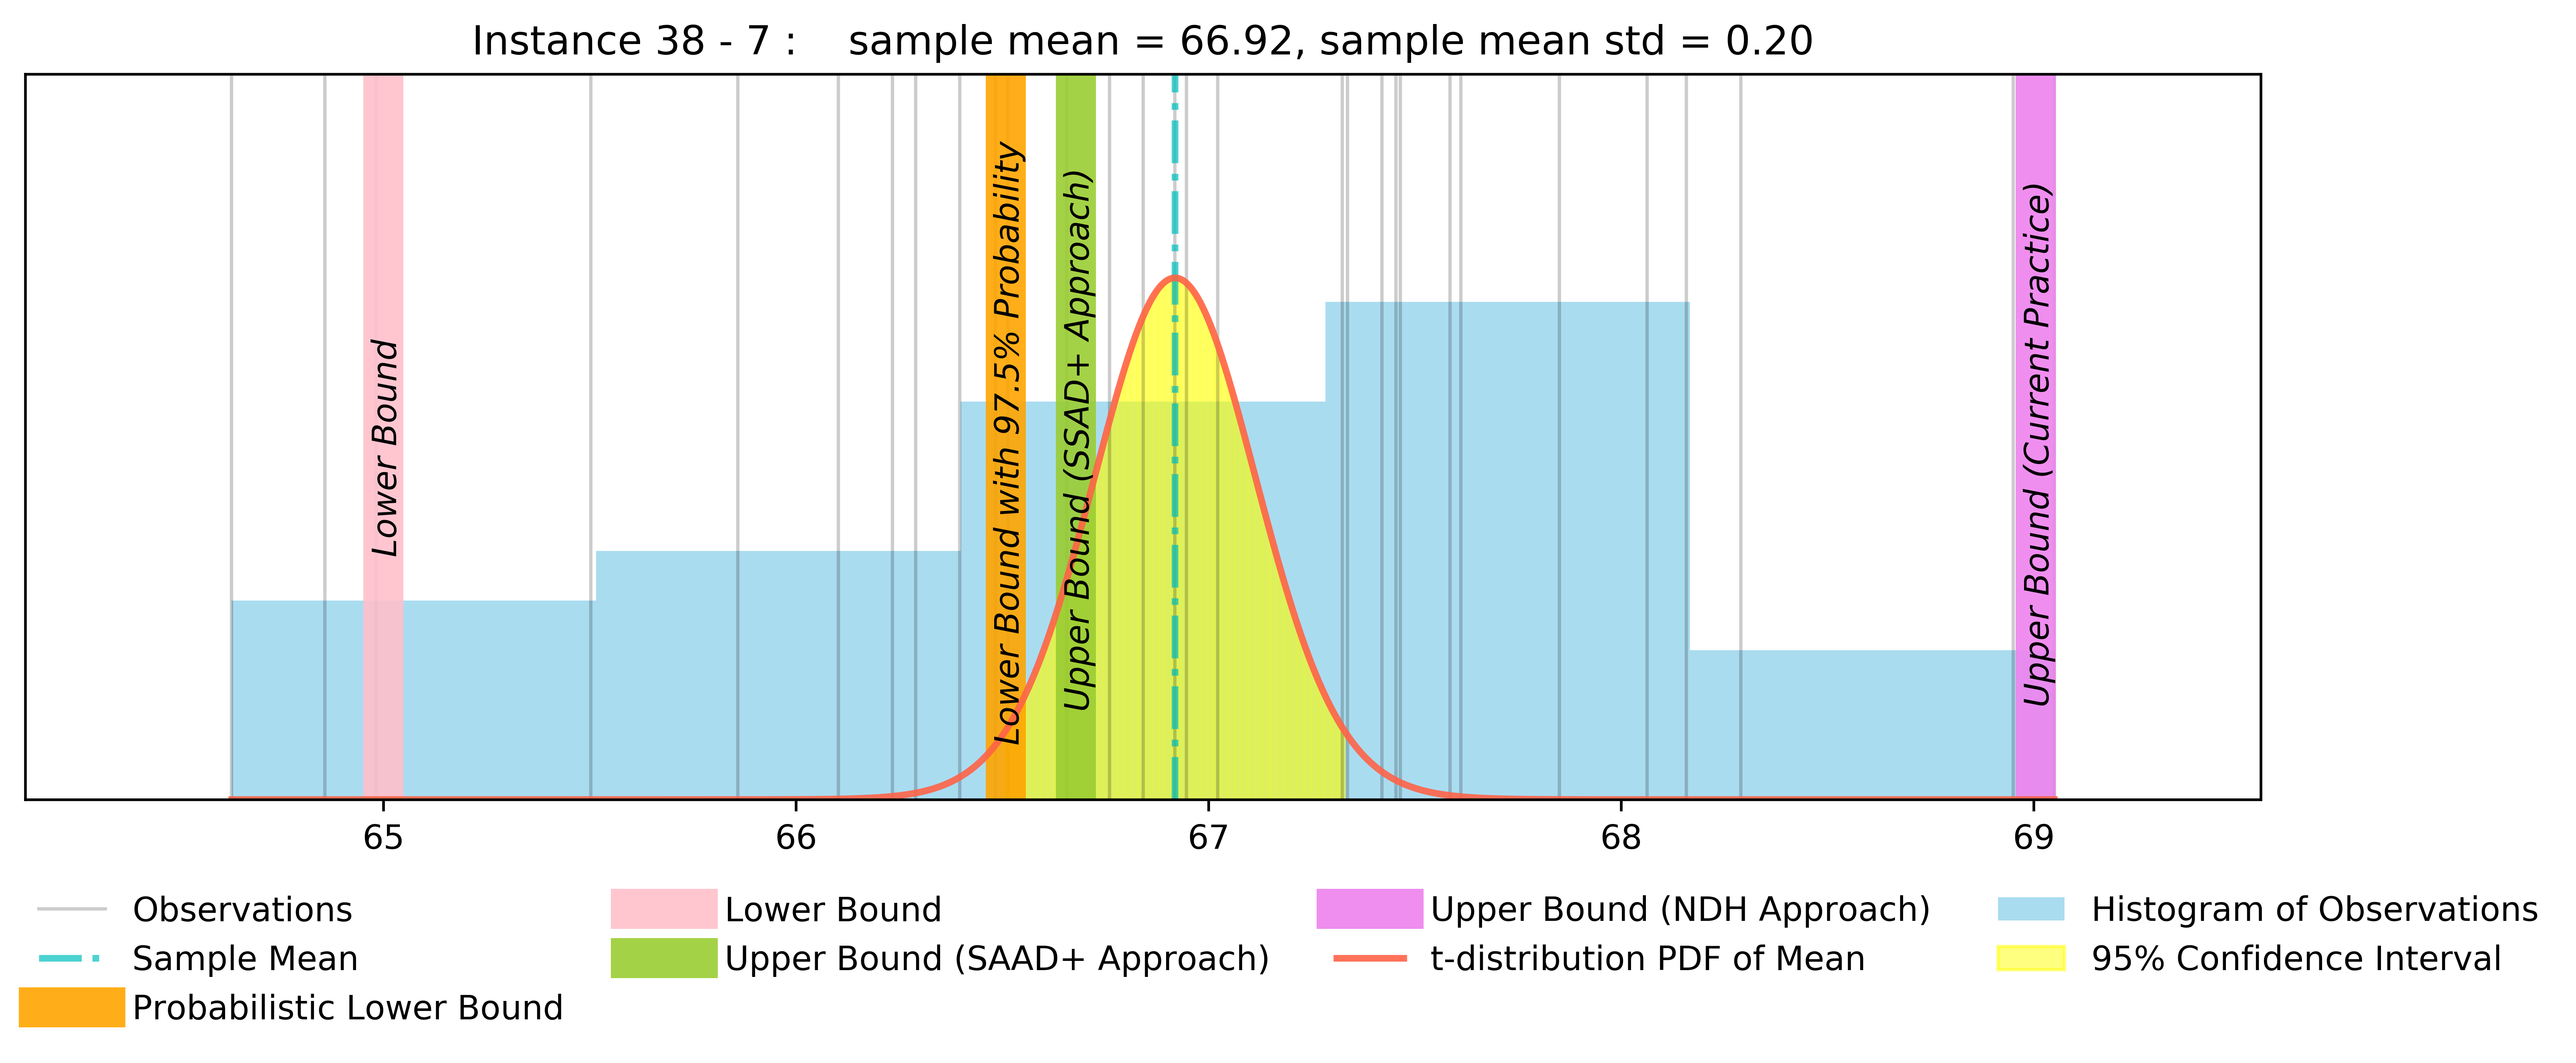 Instance 38 - 7 :    sample mean = 66.92, sample mean std = 0.20
Lower Bound
Lower Bound with 97.5% Probability
Upper Bound (SSAD+ Approach)
Upper Bound (Current Practice)
65 66 67 68 69
Observations
Sample Mean
Probabilistic Lower Bound
Lower Bound
Upper Bound (SAAD+ Approach)
Upper Bound (NDH Approach)
t-distribution PDF of Mean
Histogram of Observations
95% Confidence Interval